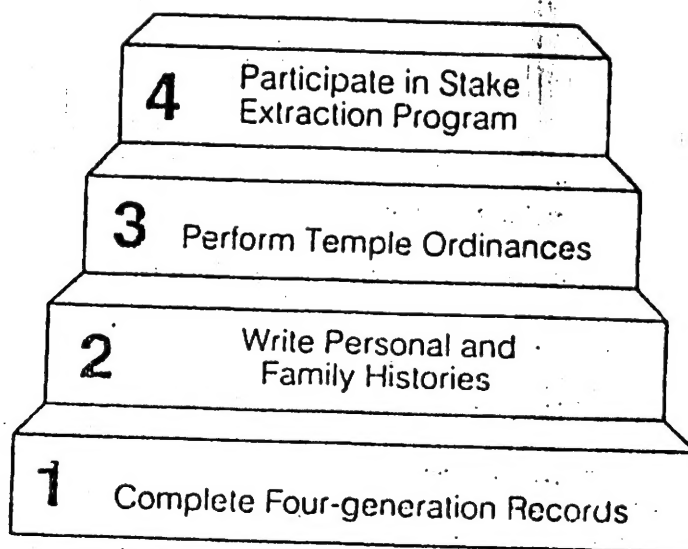 4 Participate in Stake
Extraction Program
3 Perform Temple Ordinances
2 Write Personal and
Family Histories
1 Complete Four-generation Records